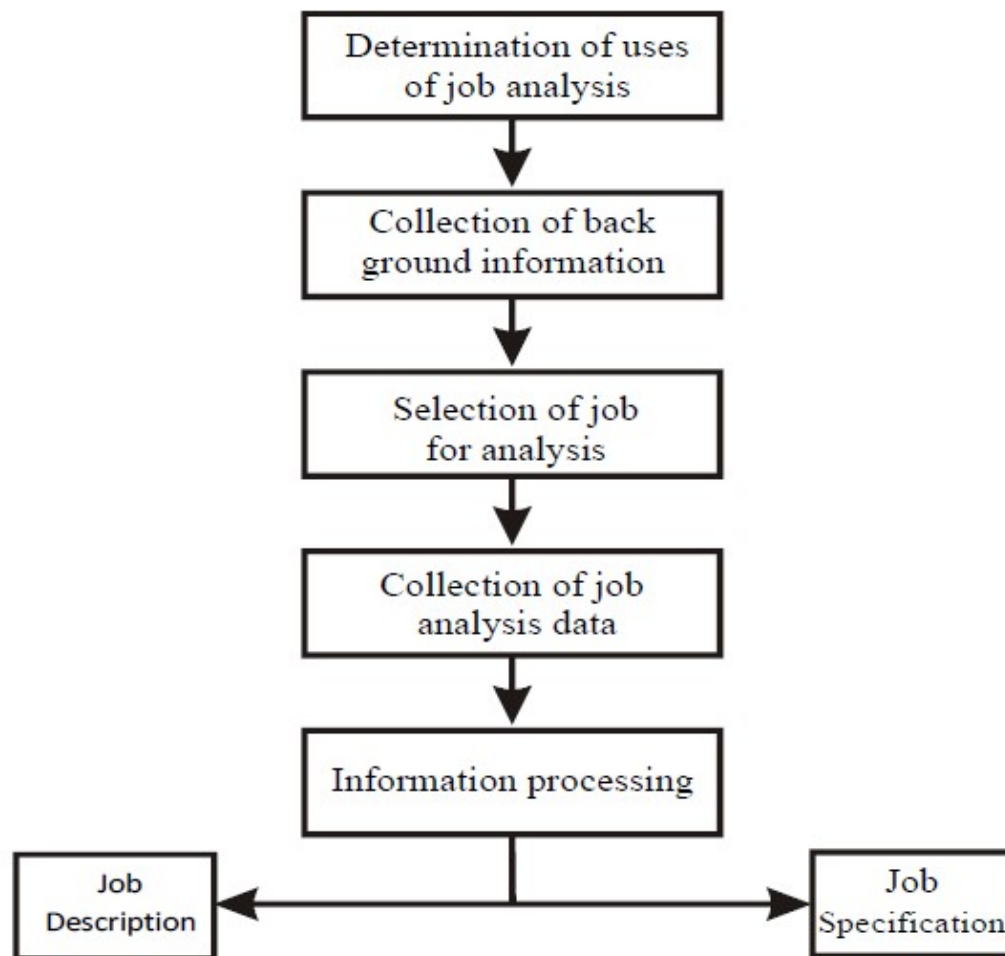 Determination of uses
of job analysis
Collection of back
ground information
Selection of job
for analysis
Collection of job
analysis data
Information processing
Job
Description
Job
Specification